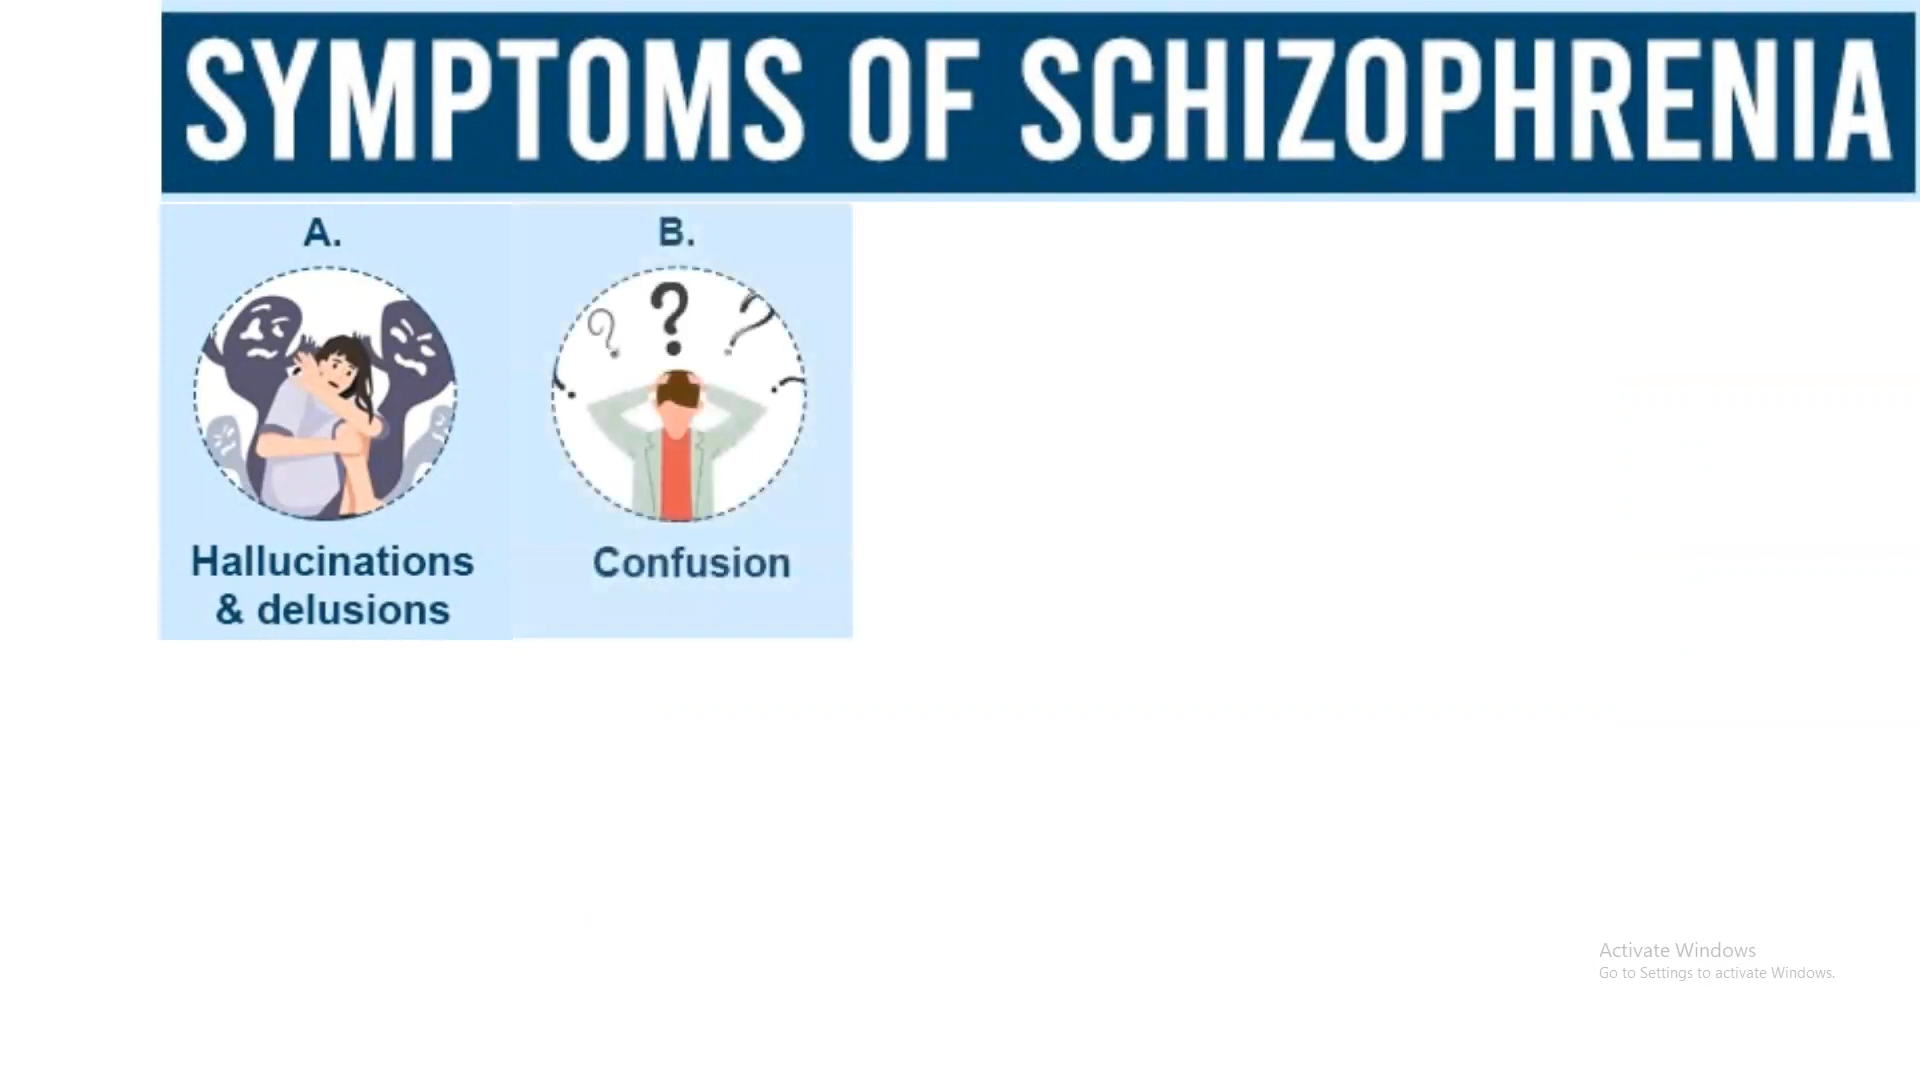 SYMPTOMS OF SCHIZOPHRENIA
A.
B.
? ? ?
Hallucinations
& delusions
Confusion
Activate Windows
Go to Settings to activate Windows.